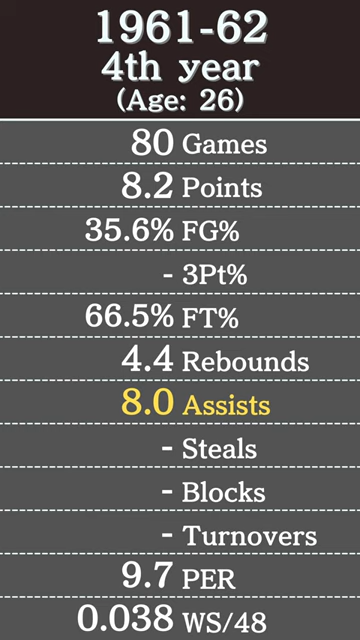 1961-62
4th year
(Age: 26)
80 Games
8.2 Points
35.6% FG%
- 3Pt%
66.5% FT%
4.4 Rebounds
8.0 Assists
- Steals
- Blocks
- Turnovers
9.7 PER
0.038 WS/48